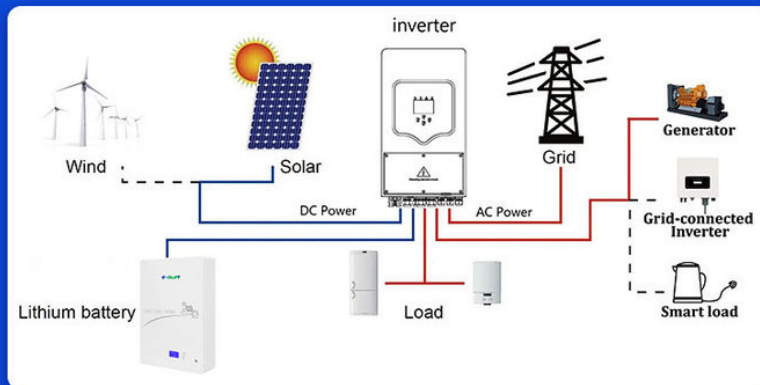 inverter
Wind
Solar
Grid
Generator
DC Power
AC Power
Grid-connected
Inverter
Lithium battery
Load
Smart load